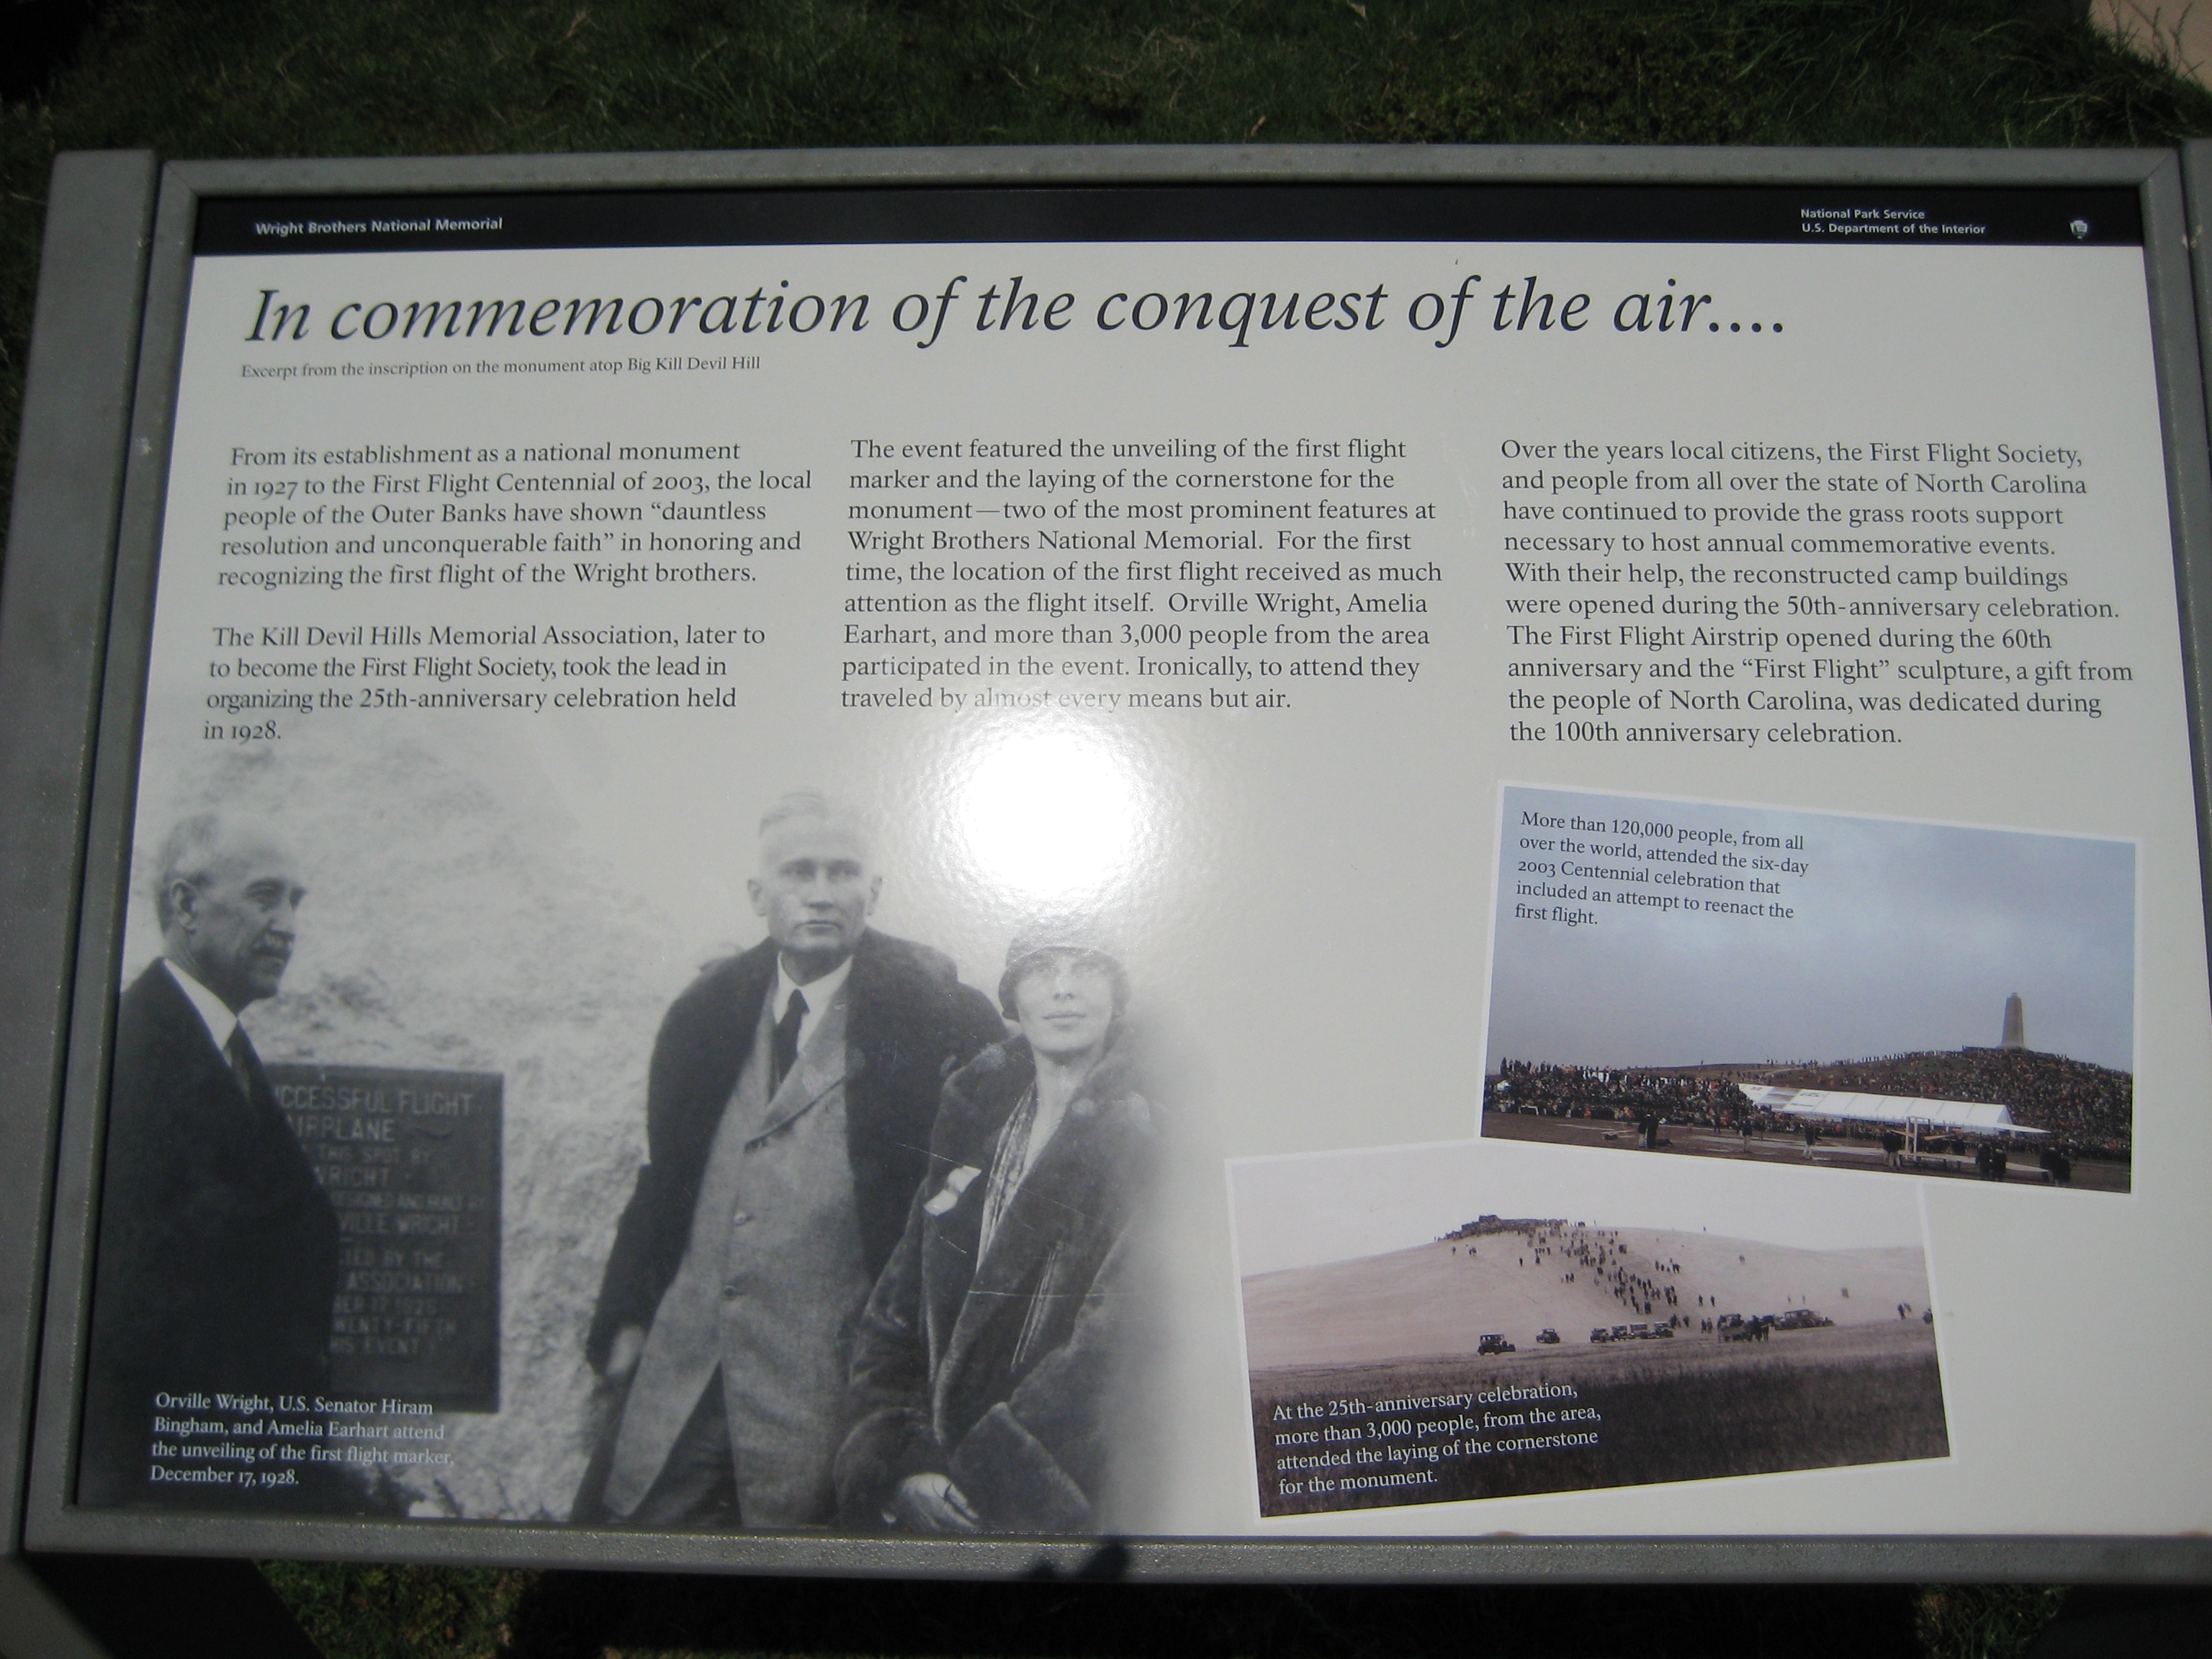 Wright Brothers National Memorial
National Park Service
U.S. Department of the Interior
In commemoration of the conquest of the air....
Excerpt from the inscription on the monument atop Big Kill Devil Hill
From its establishment as a national monument
in 1927 to the First Flight Centennial of 2003, the local
people of the Outer Banks have shown “dauntless
resolution and unconquerable faith” in honoring and
recognizing the first flight of the Wright brothers.
The Kill Devil Hills Memorial Association, later to
to become the First Flight Society, took the lead in
organizing the 25th-anniversary celebration held
in 1928.
The event featured the unveiling of the first flight
marker and the laying of the cornerstone for the
monument—two of the most prominent features at
Wright Brothers National Memorial. For the first
time, the location of the first flight received as much
attention as the flight itself. Orville Wright, Amelia
Earhart, and more than 3,000 people from the area
participated in the event. Ironically, to attend they
traveled by almost every means but air.
Over the years local citizens, the First Flight Society,
and people from all over the state of North Carolina
have continued to provide the grass roots support
necessary to host annual commemorative events.
With their help, the reconstructed camp buildings
were opened during the 50th-anniversary celebration.
The First Flight Airstrip opened during the 60th
anniversary and the “First Flight” sculpture, a gift from
the people of North Carolina, was dedicated during
the 100th anniversary celebration.
More than 120,000 people, from all
over the world, attended the six-day
2003 Centennial celebration that
included an attempt to reenact the
first flight.
CCESSFUL FLIGHT
AIRPLANE
THIS SPOT BY
WRIGHT
DESIGNED AND BUILT BY
VILLE WRIGHT
TED BY THE
ASSOCIATION
BER 17 1928
WENTY-FIFTH
HIS EVENT
Orville Wright, U.S. Senator Hiram
Bingham, and Amelia Earhart attend
the unveiling of the first flight marker,
December 17, 1928.
At the 25th-anniversary celebration,
more than 3,000 people, from the area,
attended the laying of the cornerstone
for the monument.